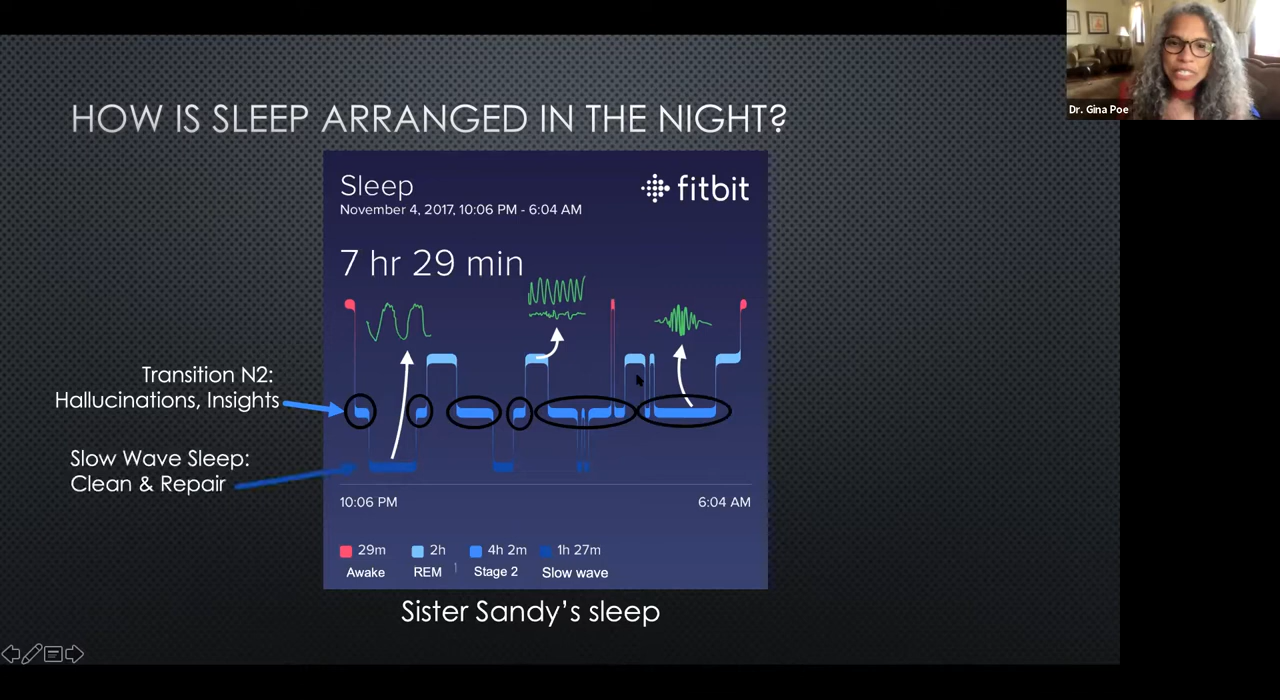 Dr. Gina Poe
HOW IS SLEEP ARRANGED IN THE NIGHT?
Sleep
fitbit
November 4, 2017, 10:06 PM - 6:04 AM
7 hr 29 min
Transition N2:
Hallucinations, Insights
Slow Wave Sleep:
Clean & Repair
10:06 PM
6:04 AM
29m
2h
4h 2m
1h 27m
Awake
REM
Stage 2
Slow wave
Sister Sandy's sleep